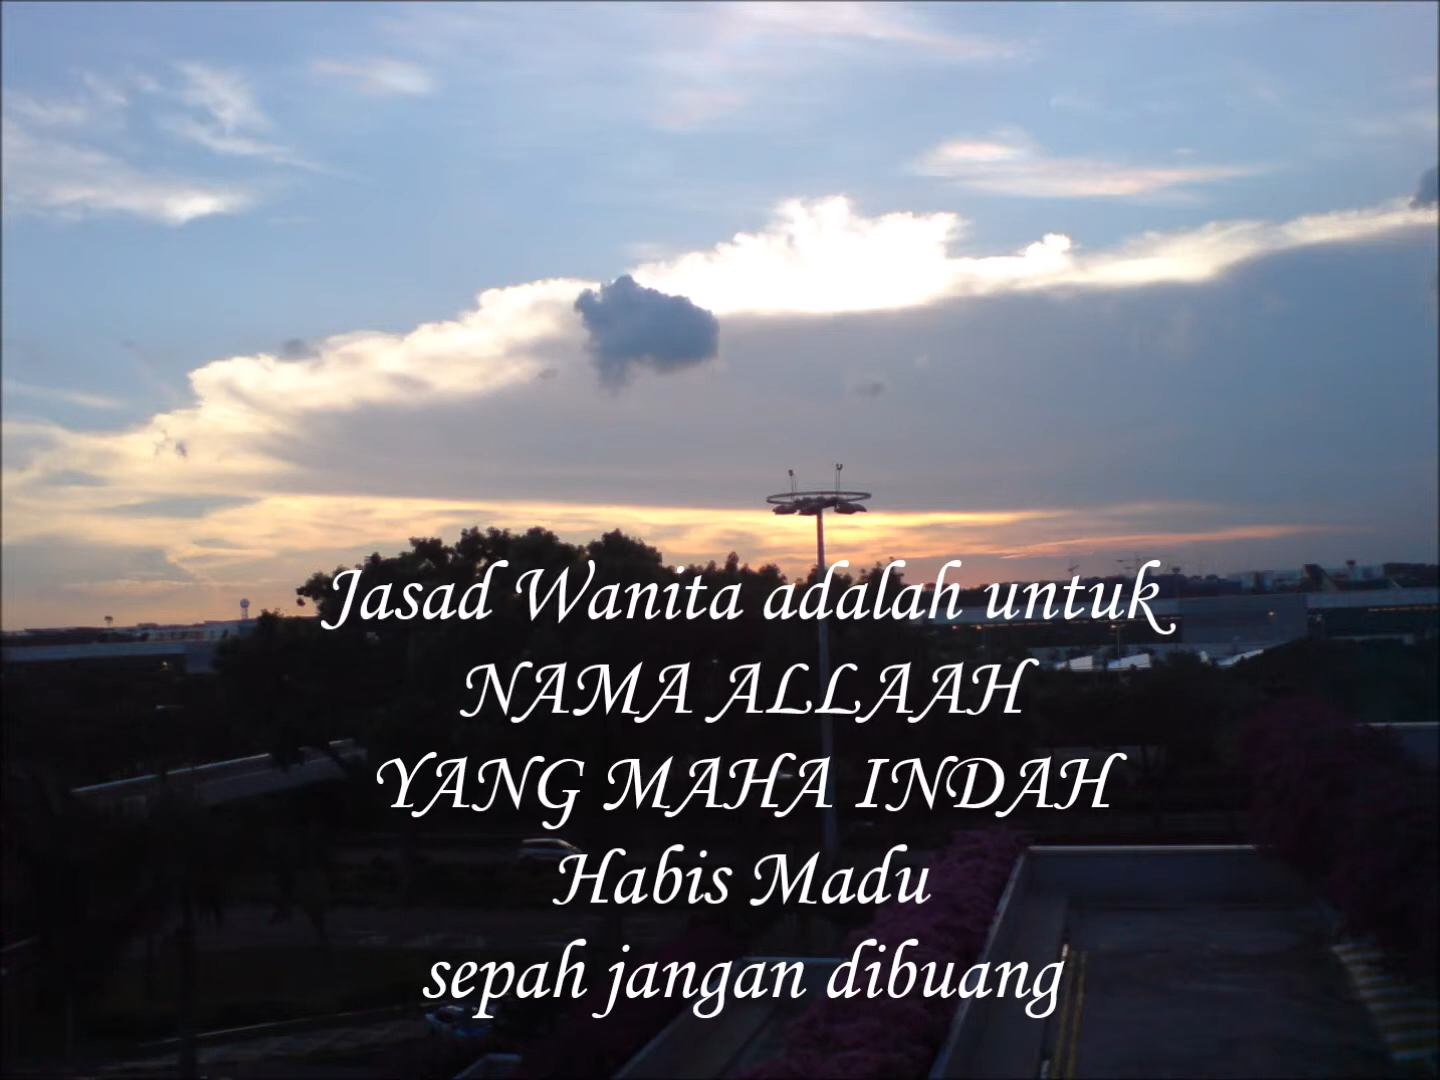 Jasad Wanita adalah untuk
NAMA ALLAAH
YANG MAHA INDAH
Habis Madu
sepah jangan dibuang